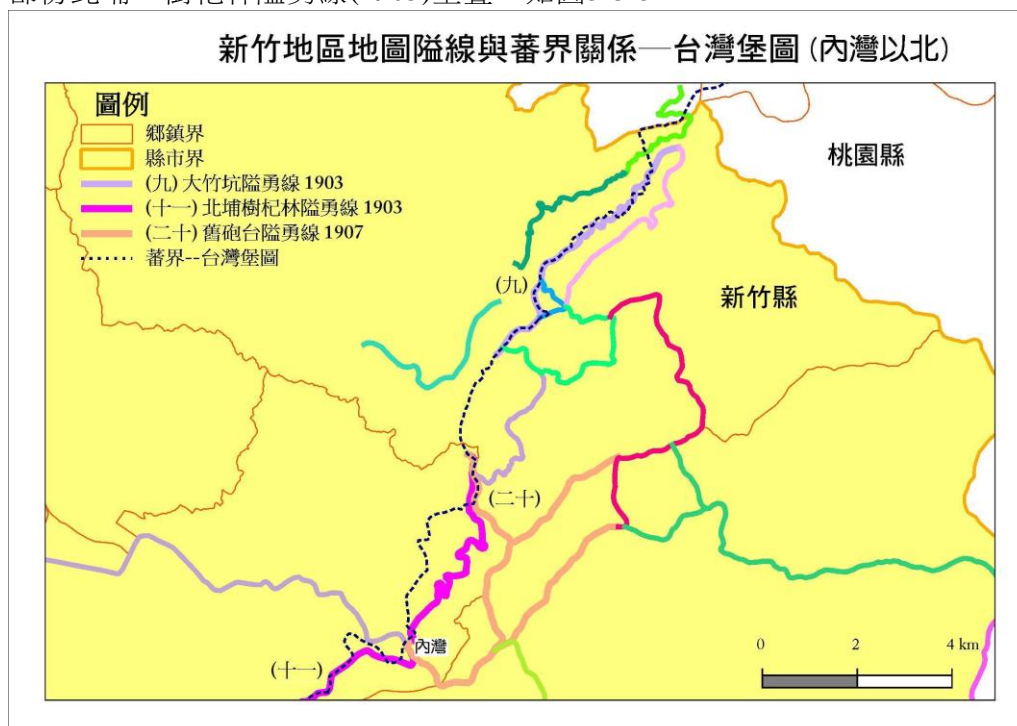 新竹地區地圖隘線與蕃界關係—台灣堡圖 (內灣以北)
圖例
鄉鎮界
縣市界
(九) 大竹坑隘勇線 1903
(十一) 北埔樹杞林隘勇線 1903
(二十) 舊砲台隘勇線 1907
蕃界--台灣堡圖
桃園縣
(九)
新竹縣
(二十)
內灣
(十一)
0 2 4 km